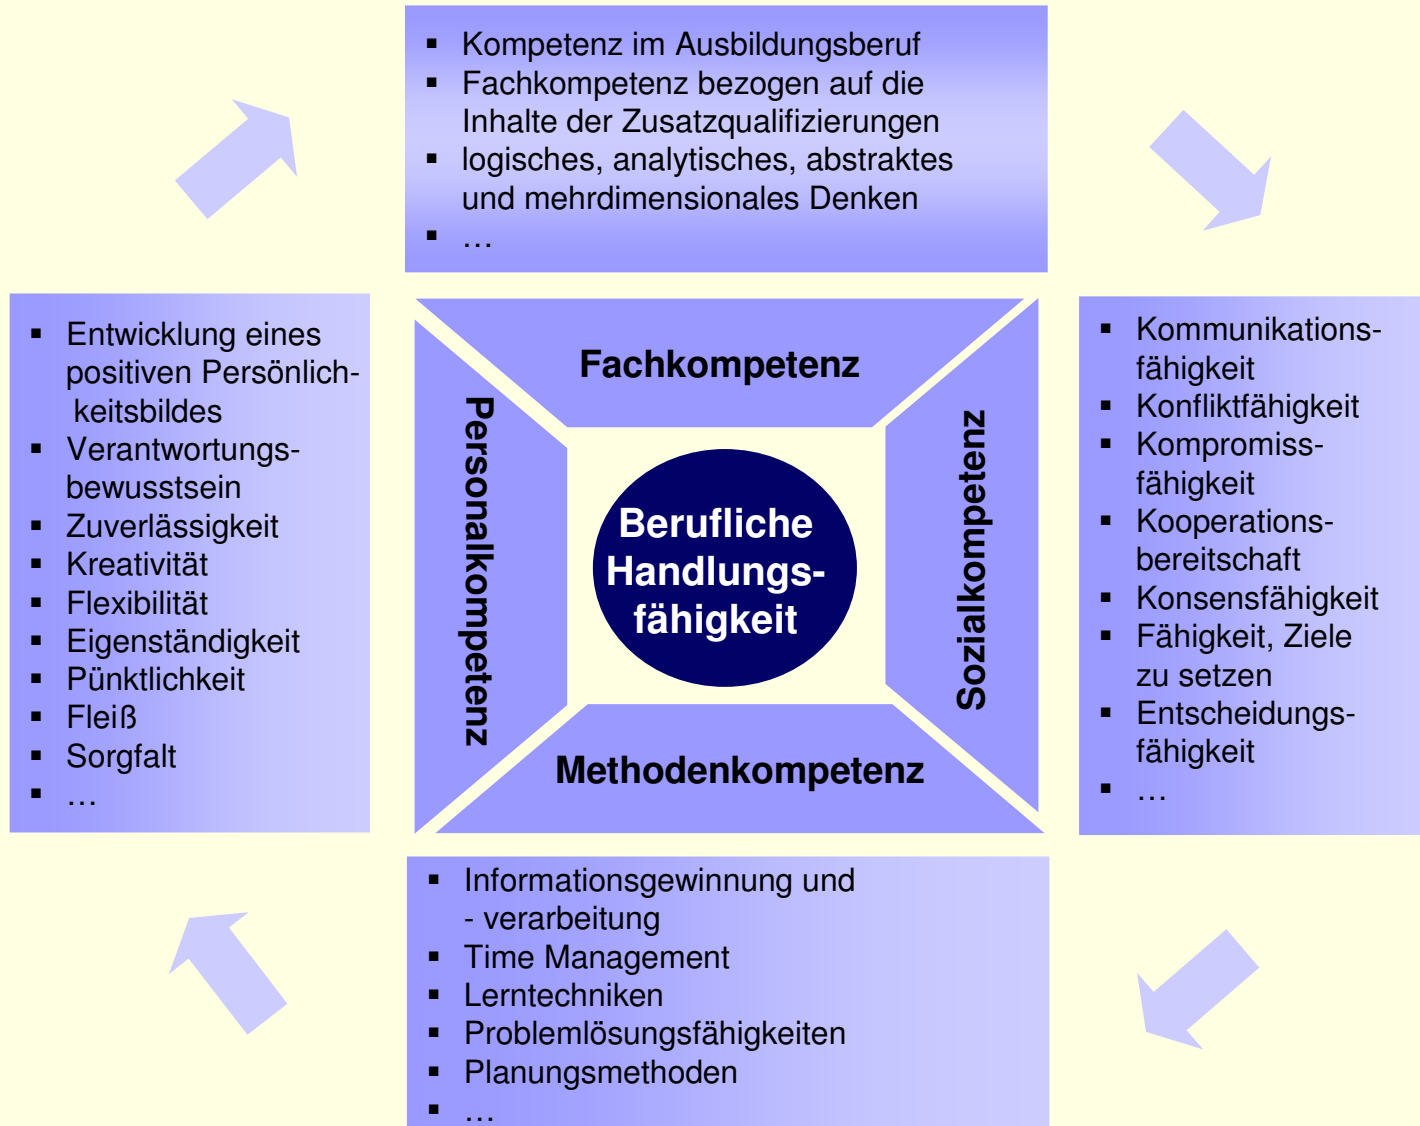 ▪ Kompetenz im Ausbildungsberuf
▪ Fachkompetenz bezogen auf die
Inhalte der Zusatzqualifizierungen
▪ logisches, analytisches, abstraktes
und mehrdimensionales Denken
▪ …
▪ Entwicklung eines
positiven Persönlich-
keitsbildes
▪ Verantwortungs-
bewusstsein
▪ Zuverlässigkeit
▪ Kreativität
▪ Flexibilität
▪ Eigenständigkeit
▪ Pünktlichkeit
▪ Fleiß
▪ Sorgfalt
▪ …
Fachkompetenz
Personalkompetenz
Berufliche
Handlungs-
fähigkeit
Sozialkompetenz
Methodenkompetenz
▪ Kommunikations-
fähigkeit
▪ Konfliktfähigkeit
▪ Kompromiss-
fähigkeit
▪ Kooperations-
bereitschaft
▪ Konsensfähigkeit
▪ Fähigkeit, Ziele
zu setzen
▪ Entscheidungs-
fähigkeit
▪ …
▪ Informationsgewinnung und
- verarbeitung
▪ Time Management
▪ Lerntechniken
▪ Problemlösungsfähigkeiten
▪ Planungsmethoden
▪ …